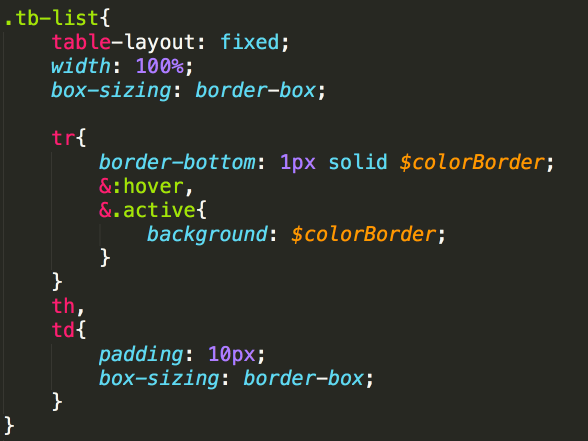 .tb-list{
    table-layout: fixed;
    width: 100%;
    box-sizing: border-box;

    tr{
        border-bottom: 1px solid $colorBorder;
        &:hover,
        &.active{
            background: $colorBorder;
        }
    }
    th,
    td{
        padding: 10px;
        box-sizing: border-box;
    }
}